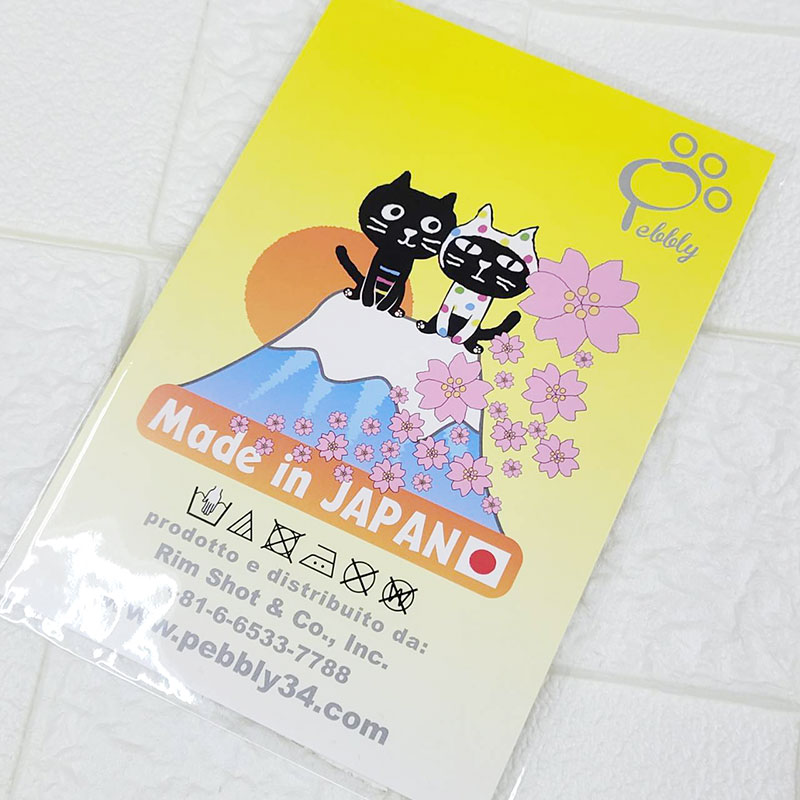 Pebbly
Made in JAPAN
prodotto e distribuito da:
Rim Shot & Co., Inc.
81-6-6533-7788
www.pebbly34.com